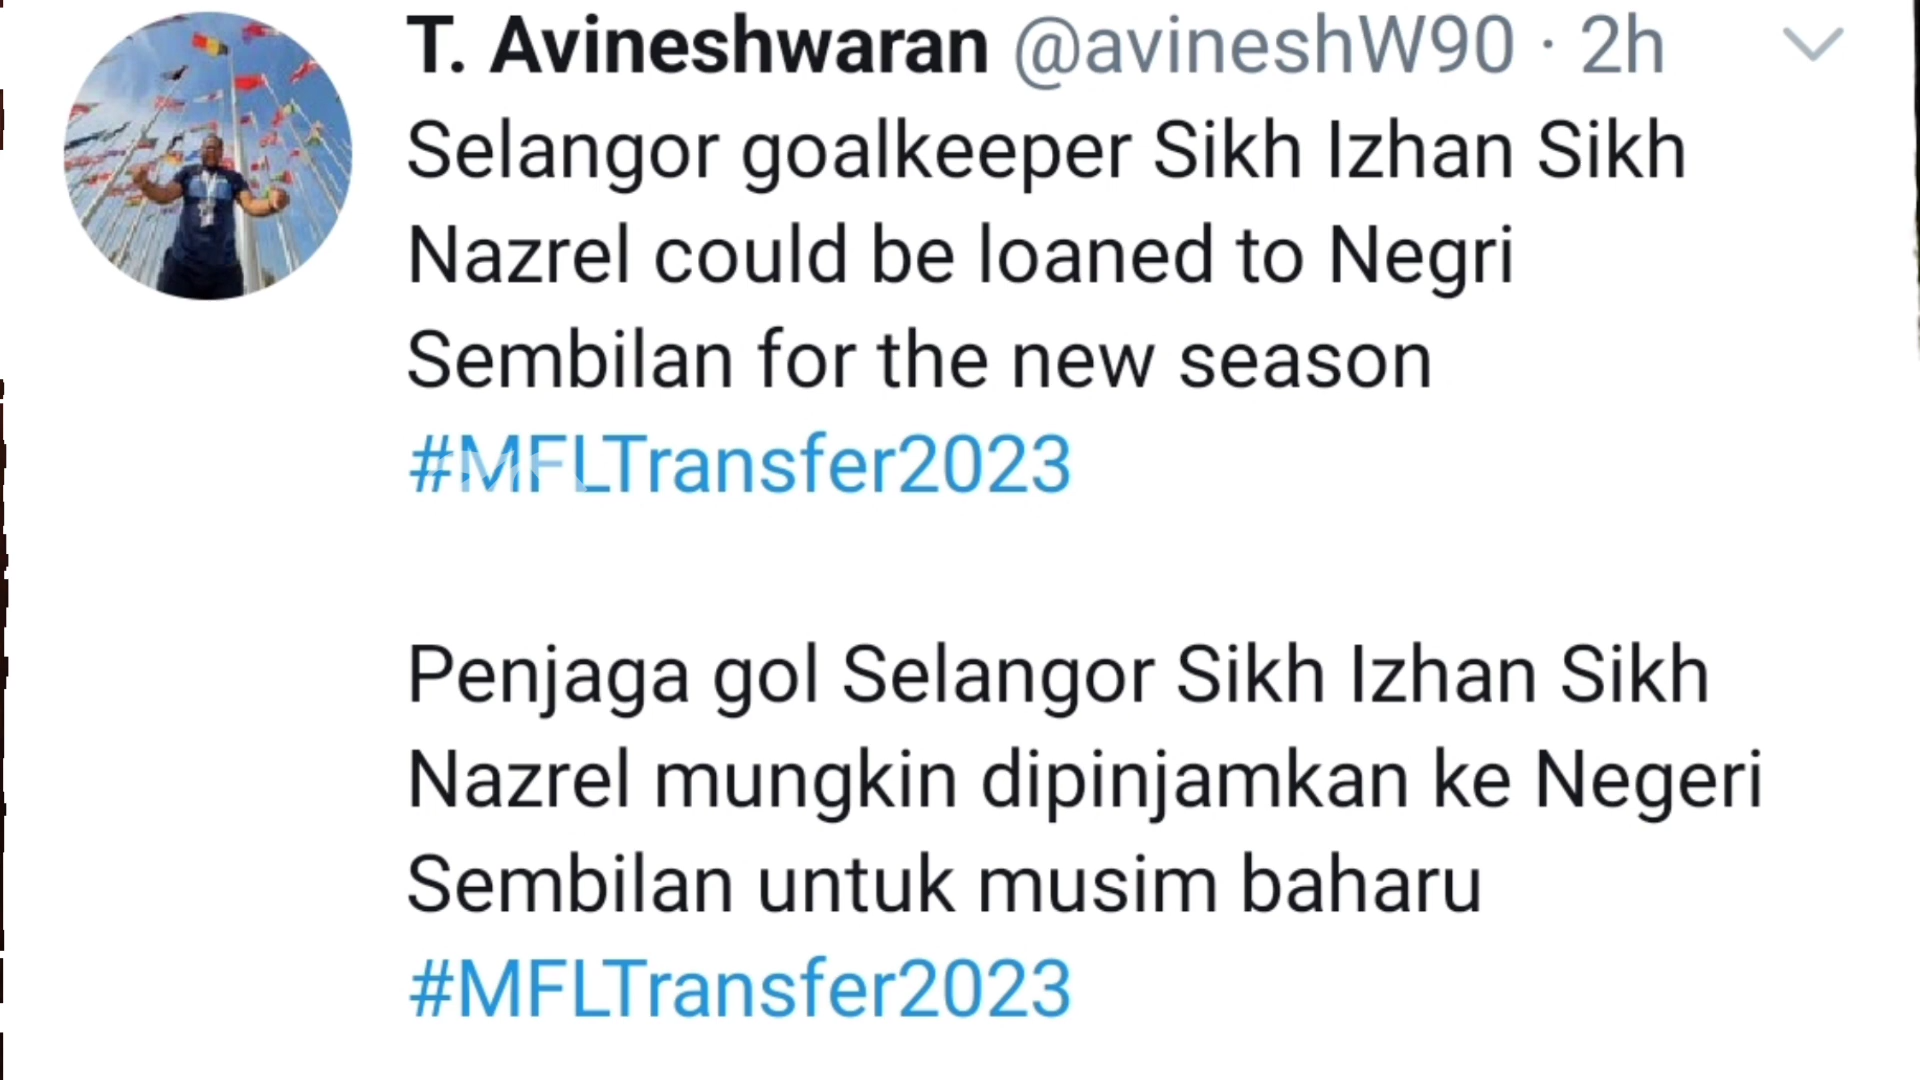 T. Avineshwaran @avineshW90 · 2h
Selangor goalkeeper Sikh Izhan Sikh
Nazrel could be loaned to Negri
Sembilan for the new season
#MFLTransfer2023
Penjaga gol Selangor Sikh Izhan Sikh
Nazrel mungkin dipinjamkan ke Negeri
Sembilan untuk musim baharu
#MFLTransfer2023